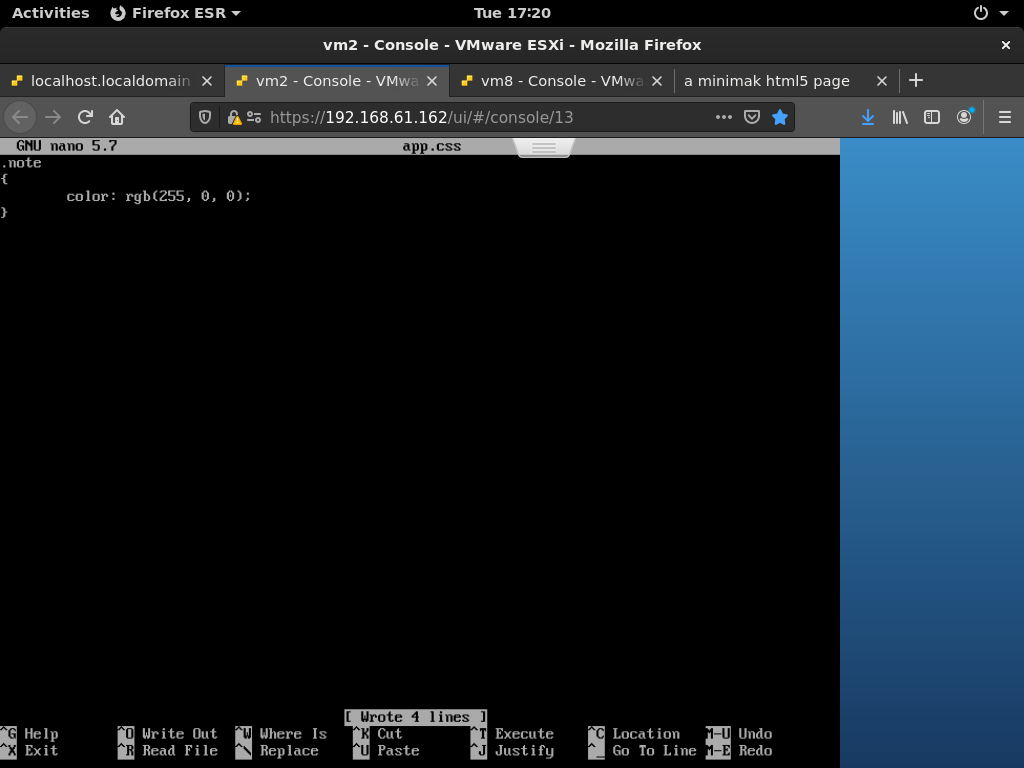 Activities Firefox ESR Tue 17:20
vm2 - Console - VMware ESXi - Mozilla Firefox
localhost.localdomain vm2 - Console - VMwa vm8 - Console - VMwa a minimak html5 page
https://192.168.61.162/ui/#/console/13
GNU nano 5.7 app.css
.note
{
color: rgb(255, 0, 0);
}
[ Wrote 4 lines ]
^G Help ^O Write Out ^W Where Is ^K Cut ^T Execute ^C Location M-U Undo
^X Exit ^R Read File ^\ Replace ^U Paste ^J Justify ^_ Go To Line M-E Redo